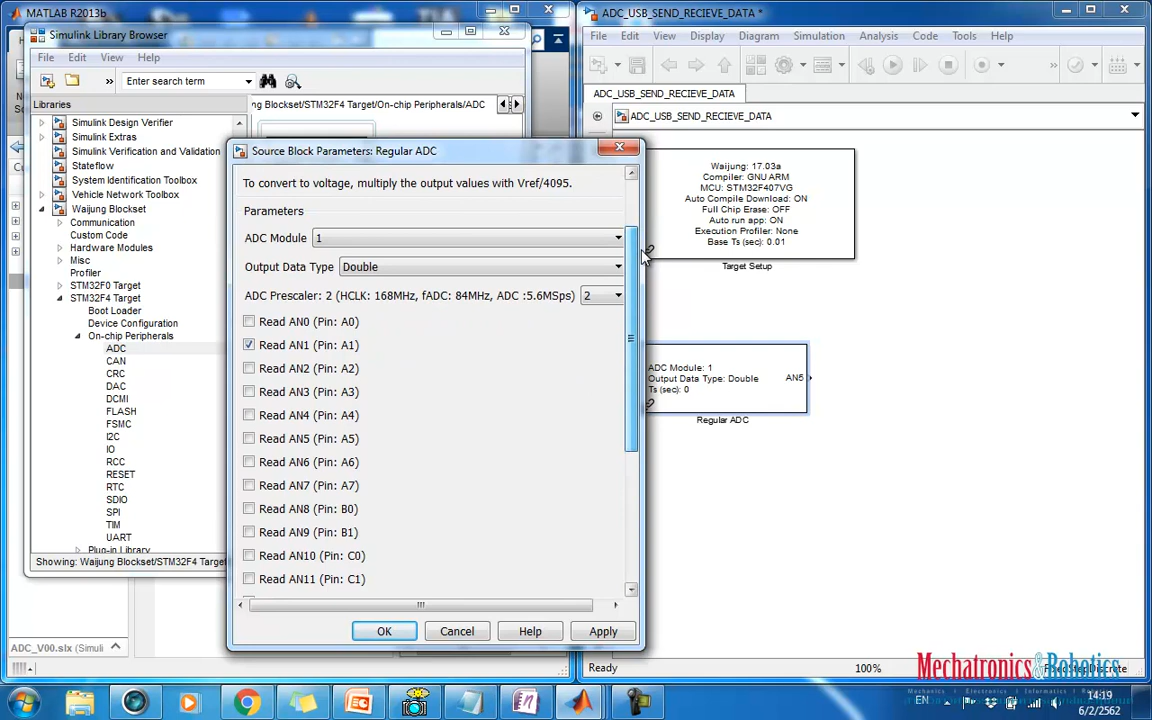 MATLAB R2013b
Simulink Library Browser
File Edit View Help
» Enter search term
Libraries
ng Blockset/STM32F4 Target/On-chip Peripherals/ADC
Simulink Design Verifier
Simulink Extras
Simulink Verification and Validation
Stateflow
System Identification Toolbox
Vehicle Network Toolbox
Waijung Blockset
Communication
Custom Code
Hardware Modules
Misc
Profiler
STM32F0 Target
STM32F4 Target
Boot Loader
Device Configuration
On-chip Peripherals
ADC
CAN
CRC
DAC
DCMI
FLASH
FSMC
I2C
IO
RCC
RESET
RTC
SDIO
SPI
TIM
UART
Plug-in Library
Showing: Waijung Blockset/STM32F4 Target
ADC_V00.slx (Simuli
Source Block Parameters: Regular ADC
To convert to voltage, multiply the output values with Vref/4095.
Parameters
ADC Module 1
Output Data Type Double
ADC Prescaler: 2 (HCLK: 168MHz, fADC: 84MHz, ADC :5.6MSps) 2
Read AN0 (Pin: A0)
Read AN1 (Pin: A1)
Read AN2 (Pin: A2)
Read AN3 (Pin: A3)
Read AN4 (Pin: A4)
Read AN5 (Pin: A5)
Read AN6 (Pin: A6)
Read AN7 (Pin: A7)
Read AN8 (Pin: B0)
Read AN9 (Pin: B1)
Read AN10 (Pin: C0)
Read AN11 (Pin: C1)
OK Cancel Help Apply
ADC_USB_SEND_RECIEVE_DATA *
File Edit View Display Diagram Simulation Analysis Code Tools Help
»
ADC_USB_SEND_RECIEVE_DATA
ADC_USB_SEND_RECIEVE_DATA
Waijung: 17.03a
Compiler: GNU ARM
MCU: STM32F407VG
Auto Compile Download: ON
Full Chip Erase: OFF
Auto run app: ON
Execution Profiler: None
Base Ts (sec): 0.01
Target Setup
ADC Module: 1
Output Data Type: Double
Ts (sec): 0
AN5
Regular ADC
Ready 100% FixedStepDiscrete
Mechatronics&Robotics
EN
14:19
6/2/2562